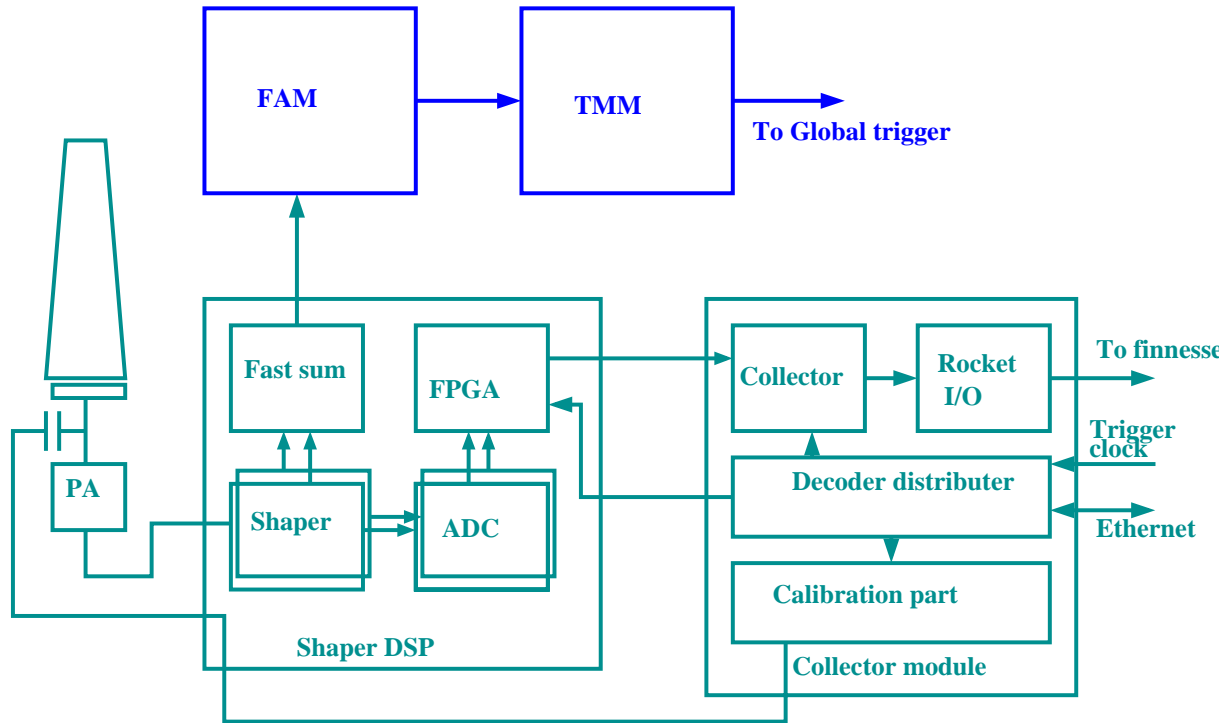 FAM
TMM
To Global trigger
Fast sum
FPGA
Collector
Rocket
I/O
To finnesse
Trigger
clock
PA
Shaper
ADC
Decoder distributer
Ethernet
Calibration part
Shaper DSP
Collector module